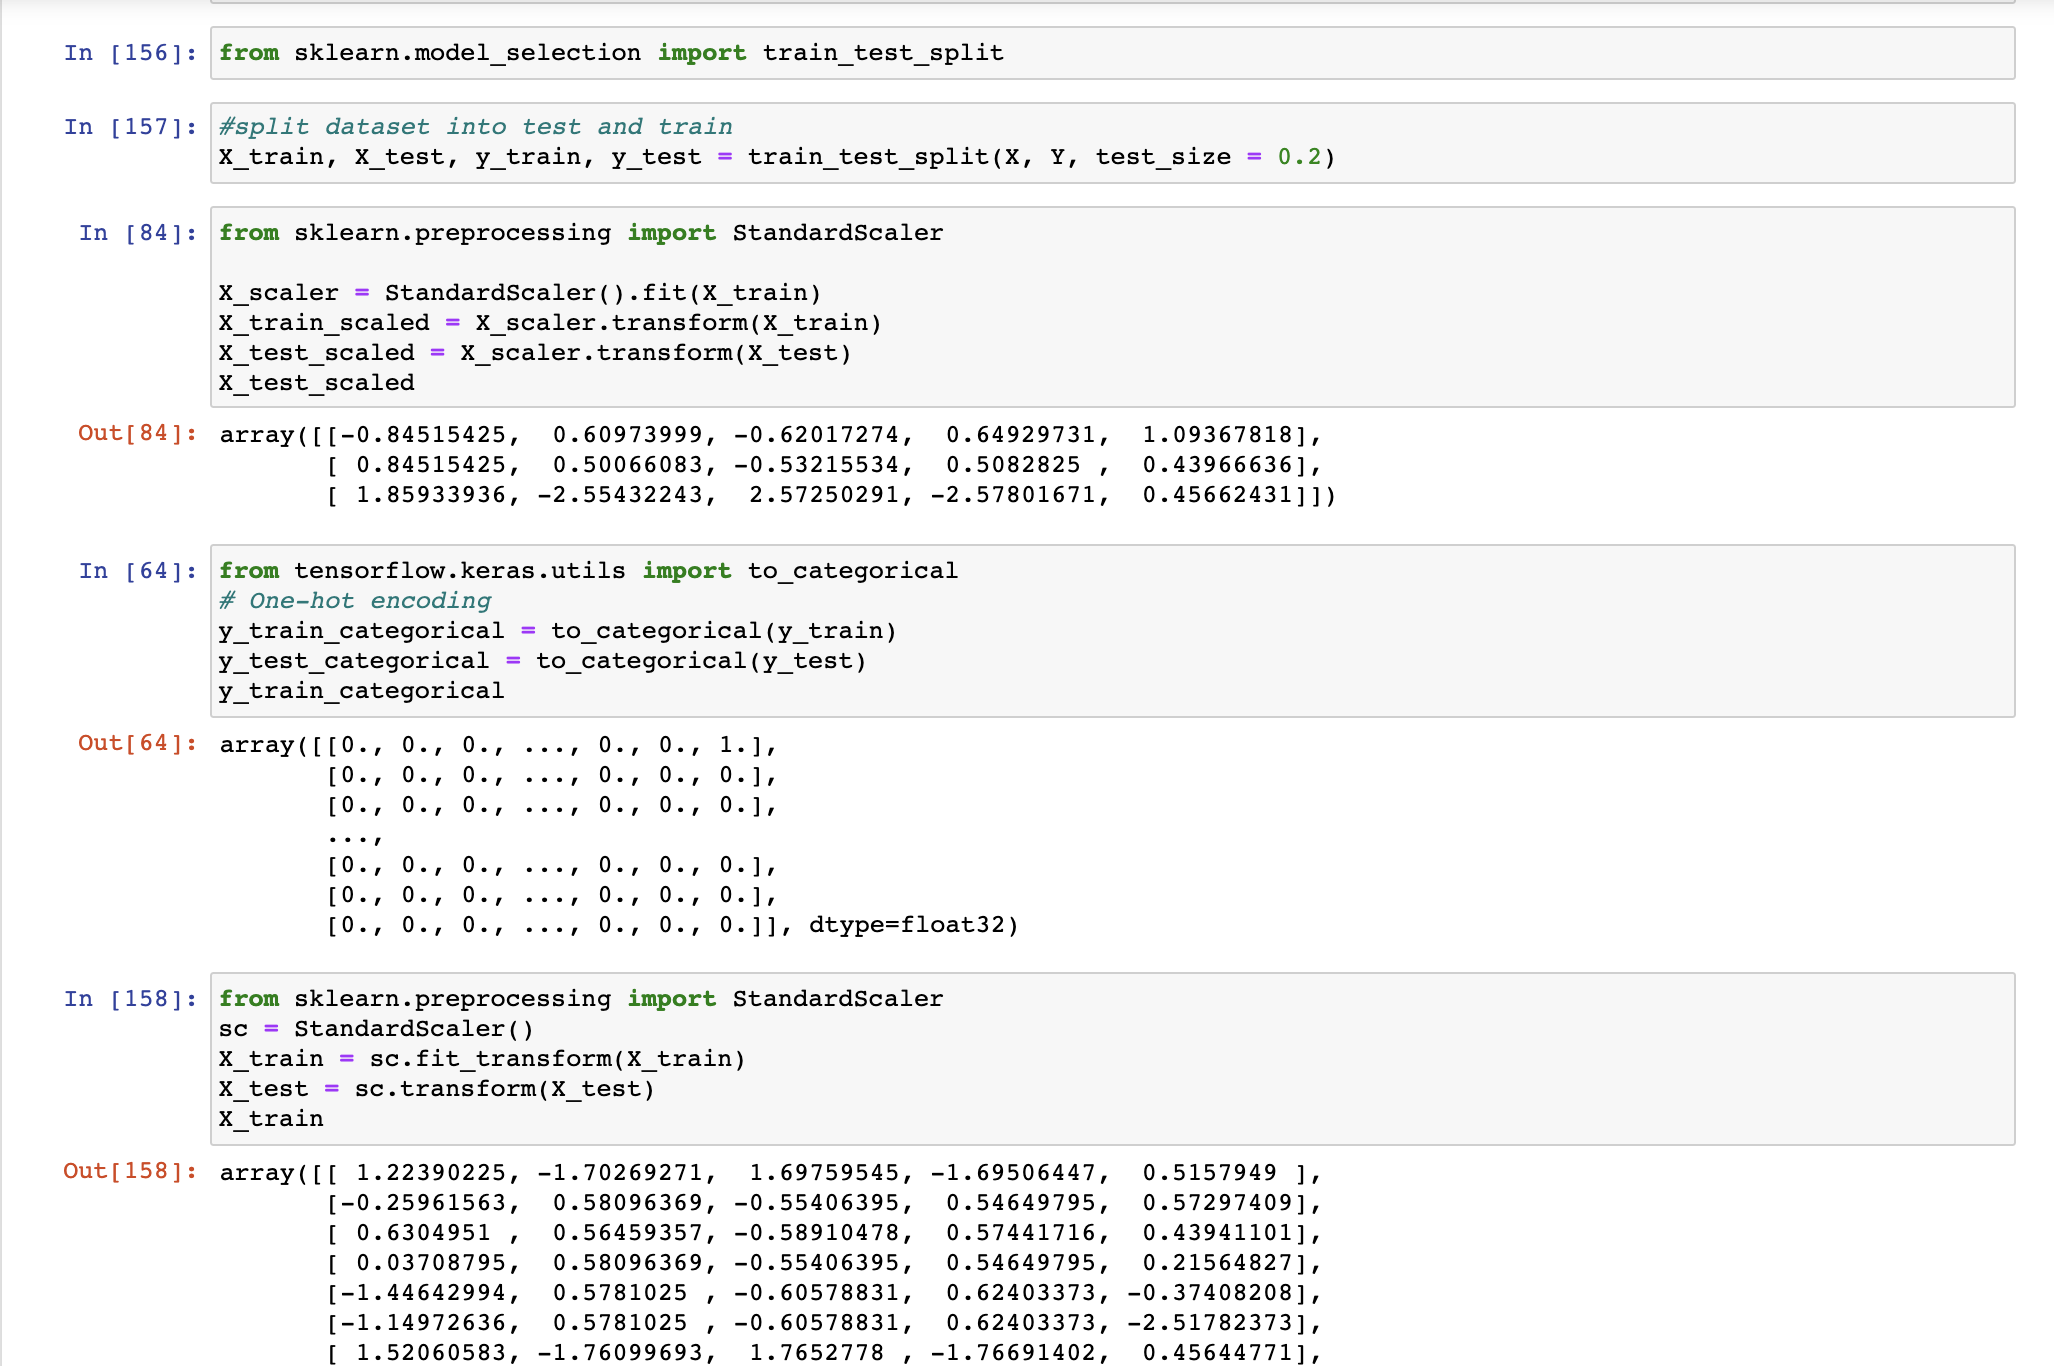 In [156]: from sklearn.model_selection import train_test_split
In [157]: #split dataset into test and train
X_train, X_test, y_train, y_test = train_test_split(X, Y, test_size = 0.2)
In [84]: from sklearn.preprocessing import StandardScaler
X_scaler = StandardScaler().fit(X_train)
X_train_scaled = X_scaler.transform(X_train)
X_test_scaled = X_scaler.transform(X_test)
X_test_scaled
Out[84]: array([[-0.84515425,  0.60973999, -0.62017274,  0.64929731,  1.09367818],
[ 0.84515425,  0.50066083, -0.53215534,  0.5082825 ,  0.43966636],
[ 1.85933936, -2.55432243,  2.57250291, -2.57801671,  0.45662431]])
In [64]: from tensorflow.keras.utils import to_categorical
# One-hot encoding
y_train_categorical = to_categorical(y_train)
y_test_categorical = to_categorical(y_test)
y_train_categorical
Out[64]: array([[0., 0., 0., ..., 0., 0., 1.],
[0., 0., 0., ..., 0., 0., 0.],
[0., 0., 0., ..., 0., 0., 0.],
...,
[0., 0., 0., ..., 0., 0., 0.],
[0., 0., 0., ..., 0., 0., 0.],
[0., 0., 0., ..., 0., 0., 0.]], dtype=float32)
In [158]: from sklearn.preprocessing import StandardScaler
sc = StandardScaler()
X_train = sc.fit_transform(X_train)
X_test = sc.transform(X_test)
X_train
Out[158]: array([[ 1.22390225, -1.70269271,  1.69759545, -1.69506447,  0.5157949 ],
[-0.25961563,  0.58096369, -0.55406395,  0.54649795,  0.57297409],
[ 0.6304951 ,  0.56459357, -0.58910478,  0.57441716,  0.43941101],
[ 0.03708795,  0.58096369, -0.55406395,  0.54649795,  0.21564827],
[-1.44642994,  0.5781025 , -0.60578831,  0.62403373, -0.37408208],
[-1.14972636,  0.5781025 , -0.60578831,  0.62403373, -2.51782373],
[ 1.52060583, -1.76099693,  1.7652778 , -1.76691402,  0.45644771],